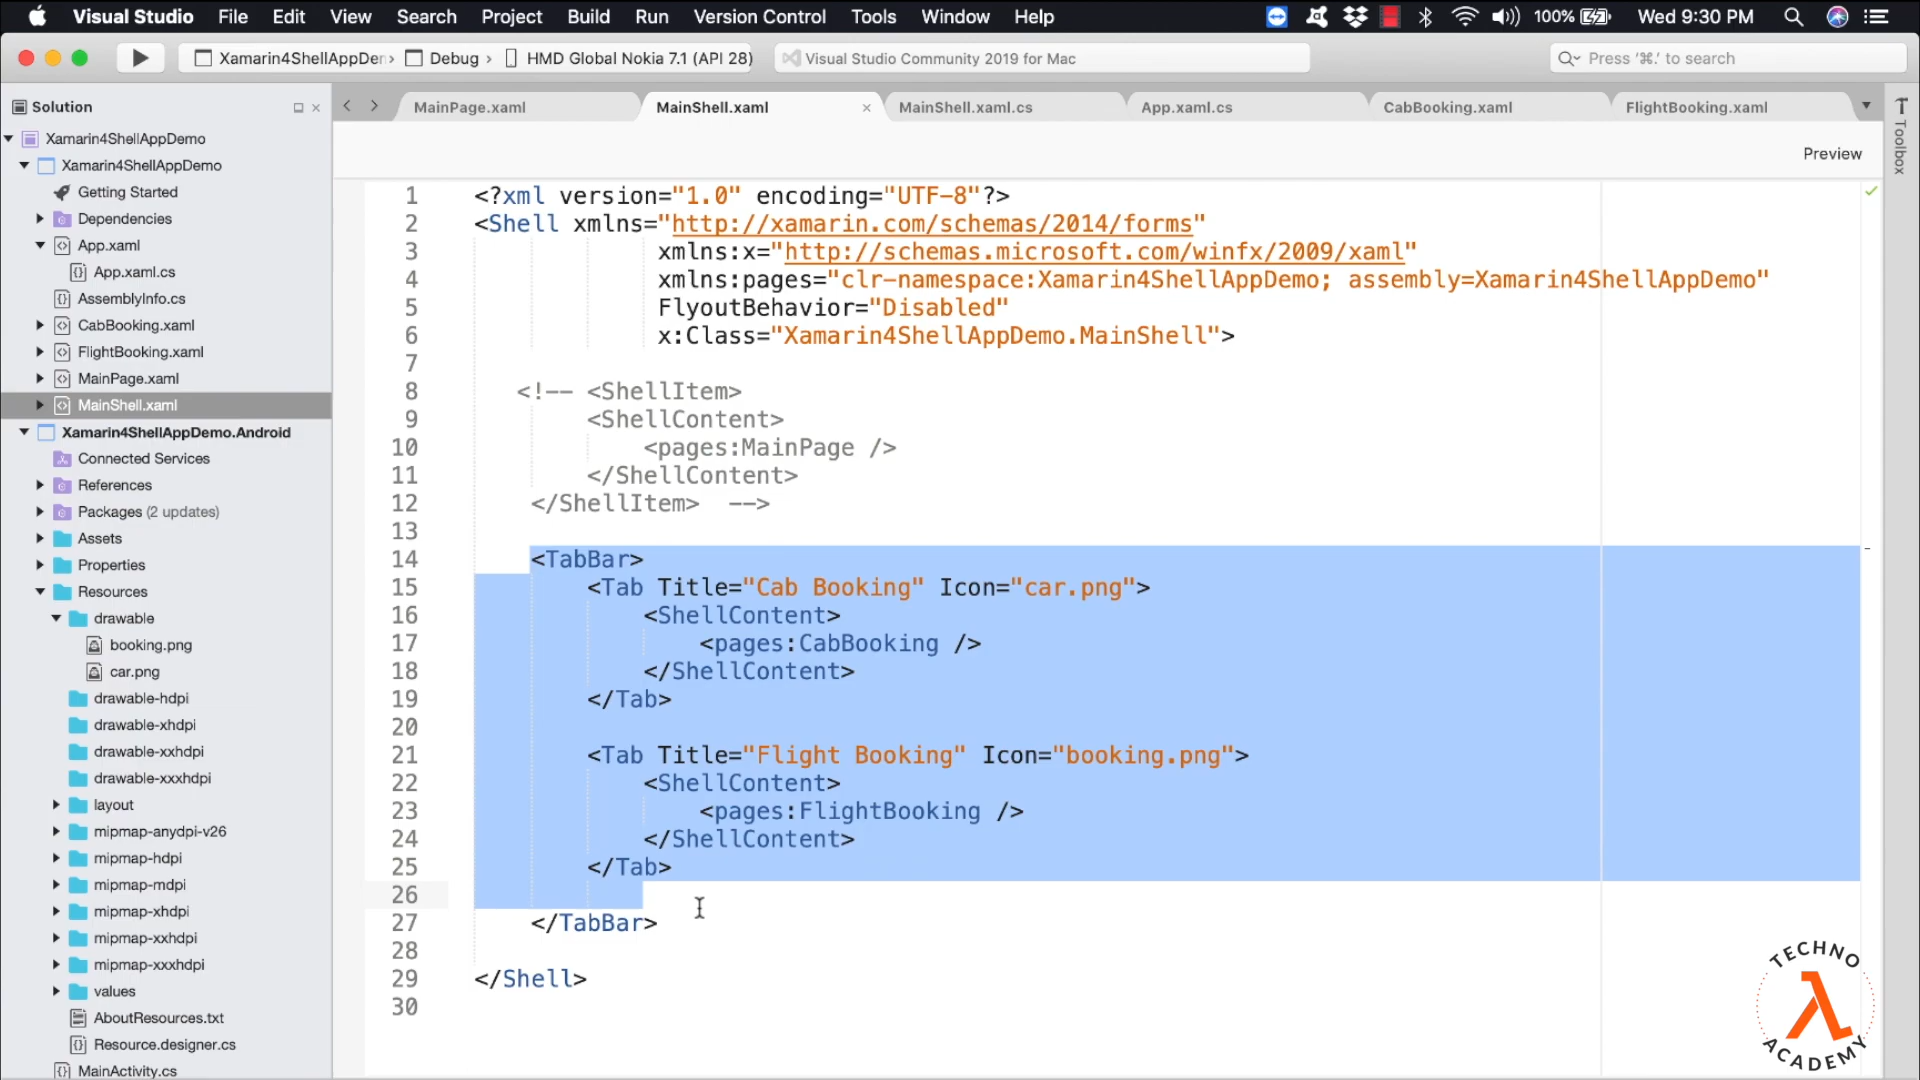 Visual Studio File Edit View Search Project Build Run Version Control Tools Window Help 100% Wed 9:30 PM
Xamarin4ShellAppDer › Debug › HMD Global Nokia 7.1 (API 28) Visual Studio Community 2019 for Mac Press '⌘.' to search
Solution
MainPage.xaml MainShell.xaml MainShell.xaml.cs App.xaml.cs CabBooking.xaml FlightBooking.xaml
Toolbox
Preview
Xamarin4ShellAppDemo
Xamarin4ShellAppDemo
Getting Started
Dependencies
App.xaml
App.xaml.cs
AssemblyInfo.cs
CabBooking.xaml
FlightBooking.xaml
MainPage.xaml
MainShell.xaml
Xamarin4ShellAppDemo.Android
Connected Services
References
Packages (2 updates)
Assets
Properties
Resources
drawable
booking.png
car.png
drawable-hdpi
drawable-xhdpi
drawable-xxhdpi
drawable-xxxhdpi
layout
mipmap-anydpi-v26
mipmap-hdpi
mipmap-mdpi
mipmap-xhdpi
mipmap-xxhdpi
mipmap-xxxhdpi
values
AboutResources.txt
Resource.designer.cs
MainActivity.cs
1 <?xml version="1.0" encoding="UTF-8"?>
2 <Shell xmlns="http://xamarin.com/schemas/2014/forms"
3 xmlns:x="http://schemas.microsoft.com/winfx/2009/xaml"
4 xmlns:pages="clr-namespace:Xamarin4ShellAppDemo; assembly=Xamarin4ShellAppDemo"
5 FlyoutBehavior="Disabled"
6 x:Class="Xamarin4ShellAppDemo.MainShell">
7
8 <!-- <ShellItem>
9 <ShellContent>
10 <pages:MainPage />
11 </ShellContent>
12 </ShellItem> -->
13
14 <TabBar>
15 <Tab Title="Cab Booking" Icon="car.png">
16 <ShellContent>
17 <pages:CabBooking />
18 </ShellContent>
19 </Tab>
20
21 <Tab Title="Flight Booking" Icon="booking.png">
22 <ShellContent>
23 <pages:FlightBooking />
24 </ShellContent>
25 </Tab>
26
27 </TabBar>
28
29 </Shell>
30
TECHNO
ACADEMY